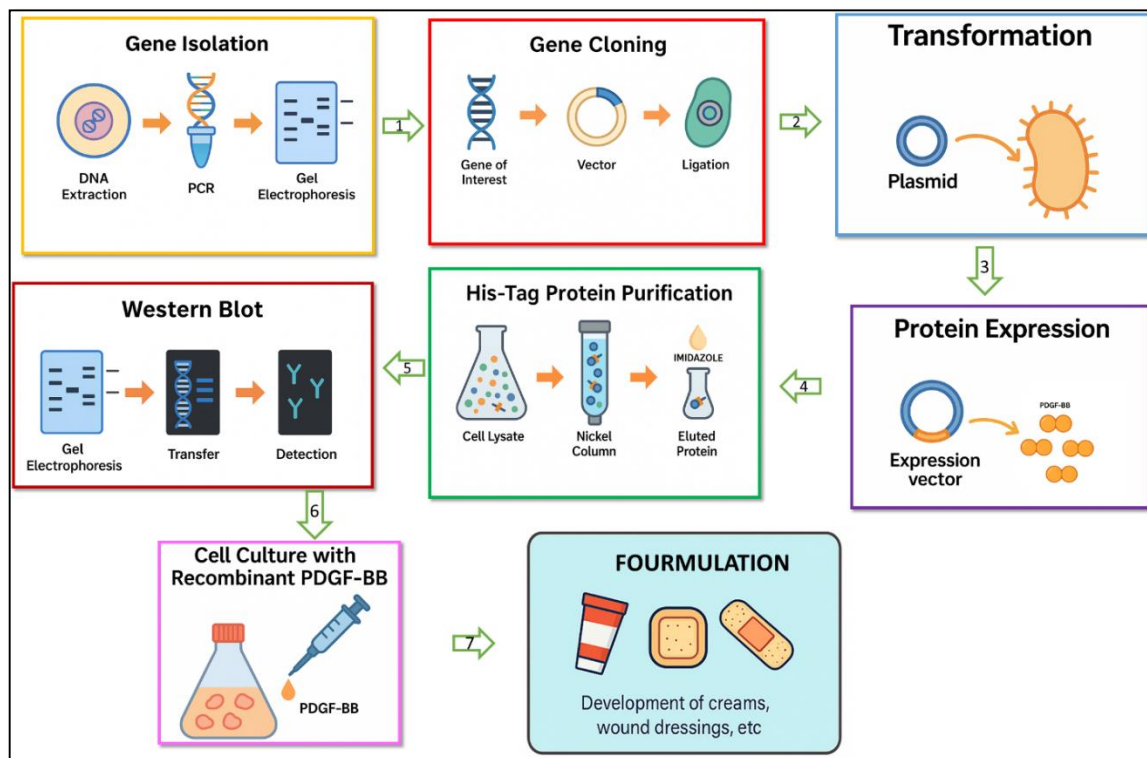 Gene Isolation
DNA
Extraction
PCR
Gel
Electrophoresis
1
Gene Cloning
Gene of
Interest
Vector
Ligation
2
Transformation
Plasmid
3
Protein Expression
Expression
vector
PDGF-BB
4
His-Tag Protein Purification
Cell Lysate
Nickel
Column
IMIDAZOLE
Eluted
Protein
5
Western Blot
Gel
Electrophoresis
Transfer
Detection
6
Cell Culture with
Recombinant PDGF-BB
PDGF-BB
7
FOURMULATION
Development of creams,
wound dressings, etc